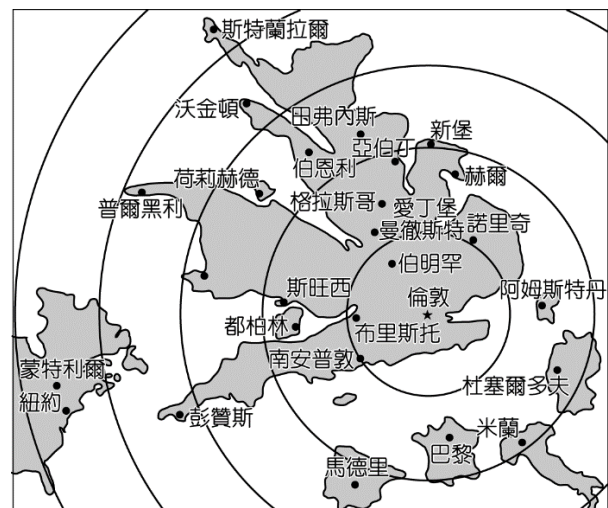 斯特蘭拉爾
沃金頓
田弗內斯
新堡
亞伯丁
伯恩利
赫爾
荷莉赫德
普爾黑利
格拉斯哥
愛丁堡
曼徹斯特
諾里奇
伯明罕
斯旺西
倫敦
阿姆斯特丹
都柏林
布里斯托
南安普敦
蒙特利爾
杜塞爾多夫
紐約
彭贊斯
米蘭
巴黎
馬德里